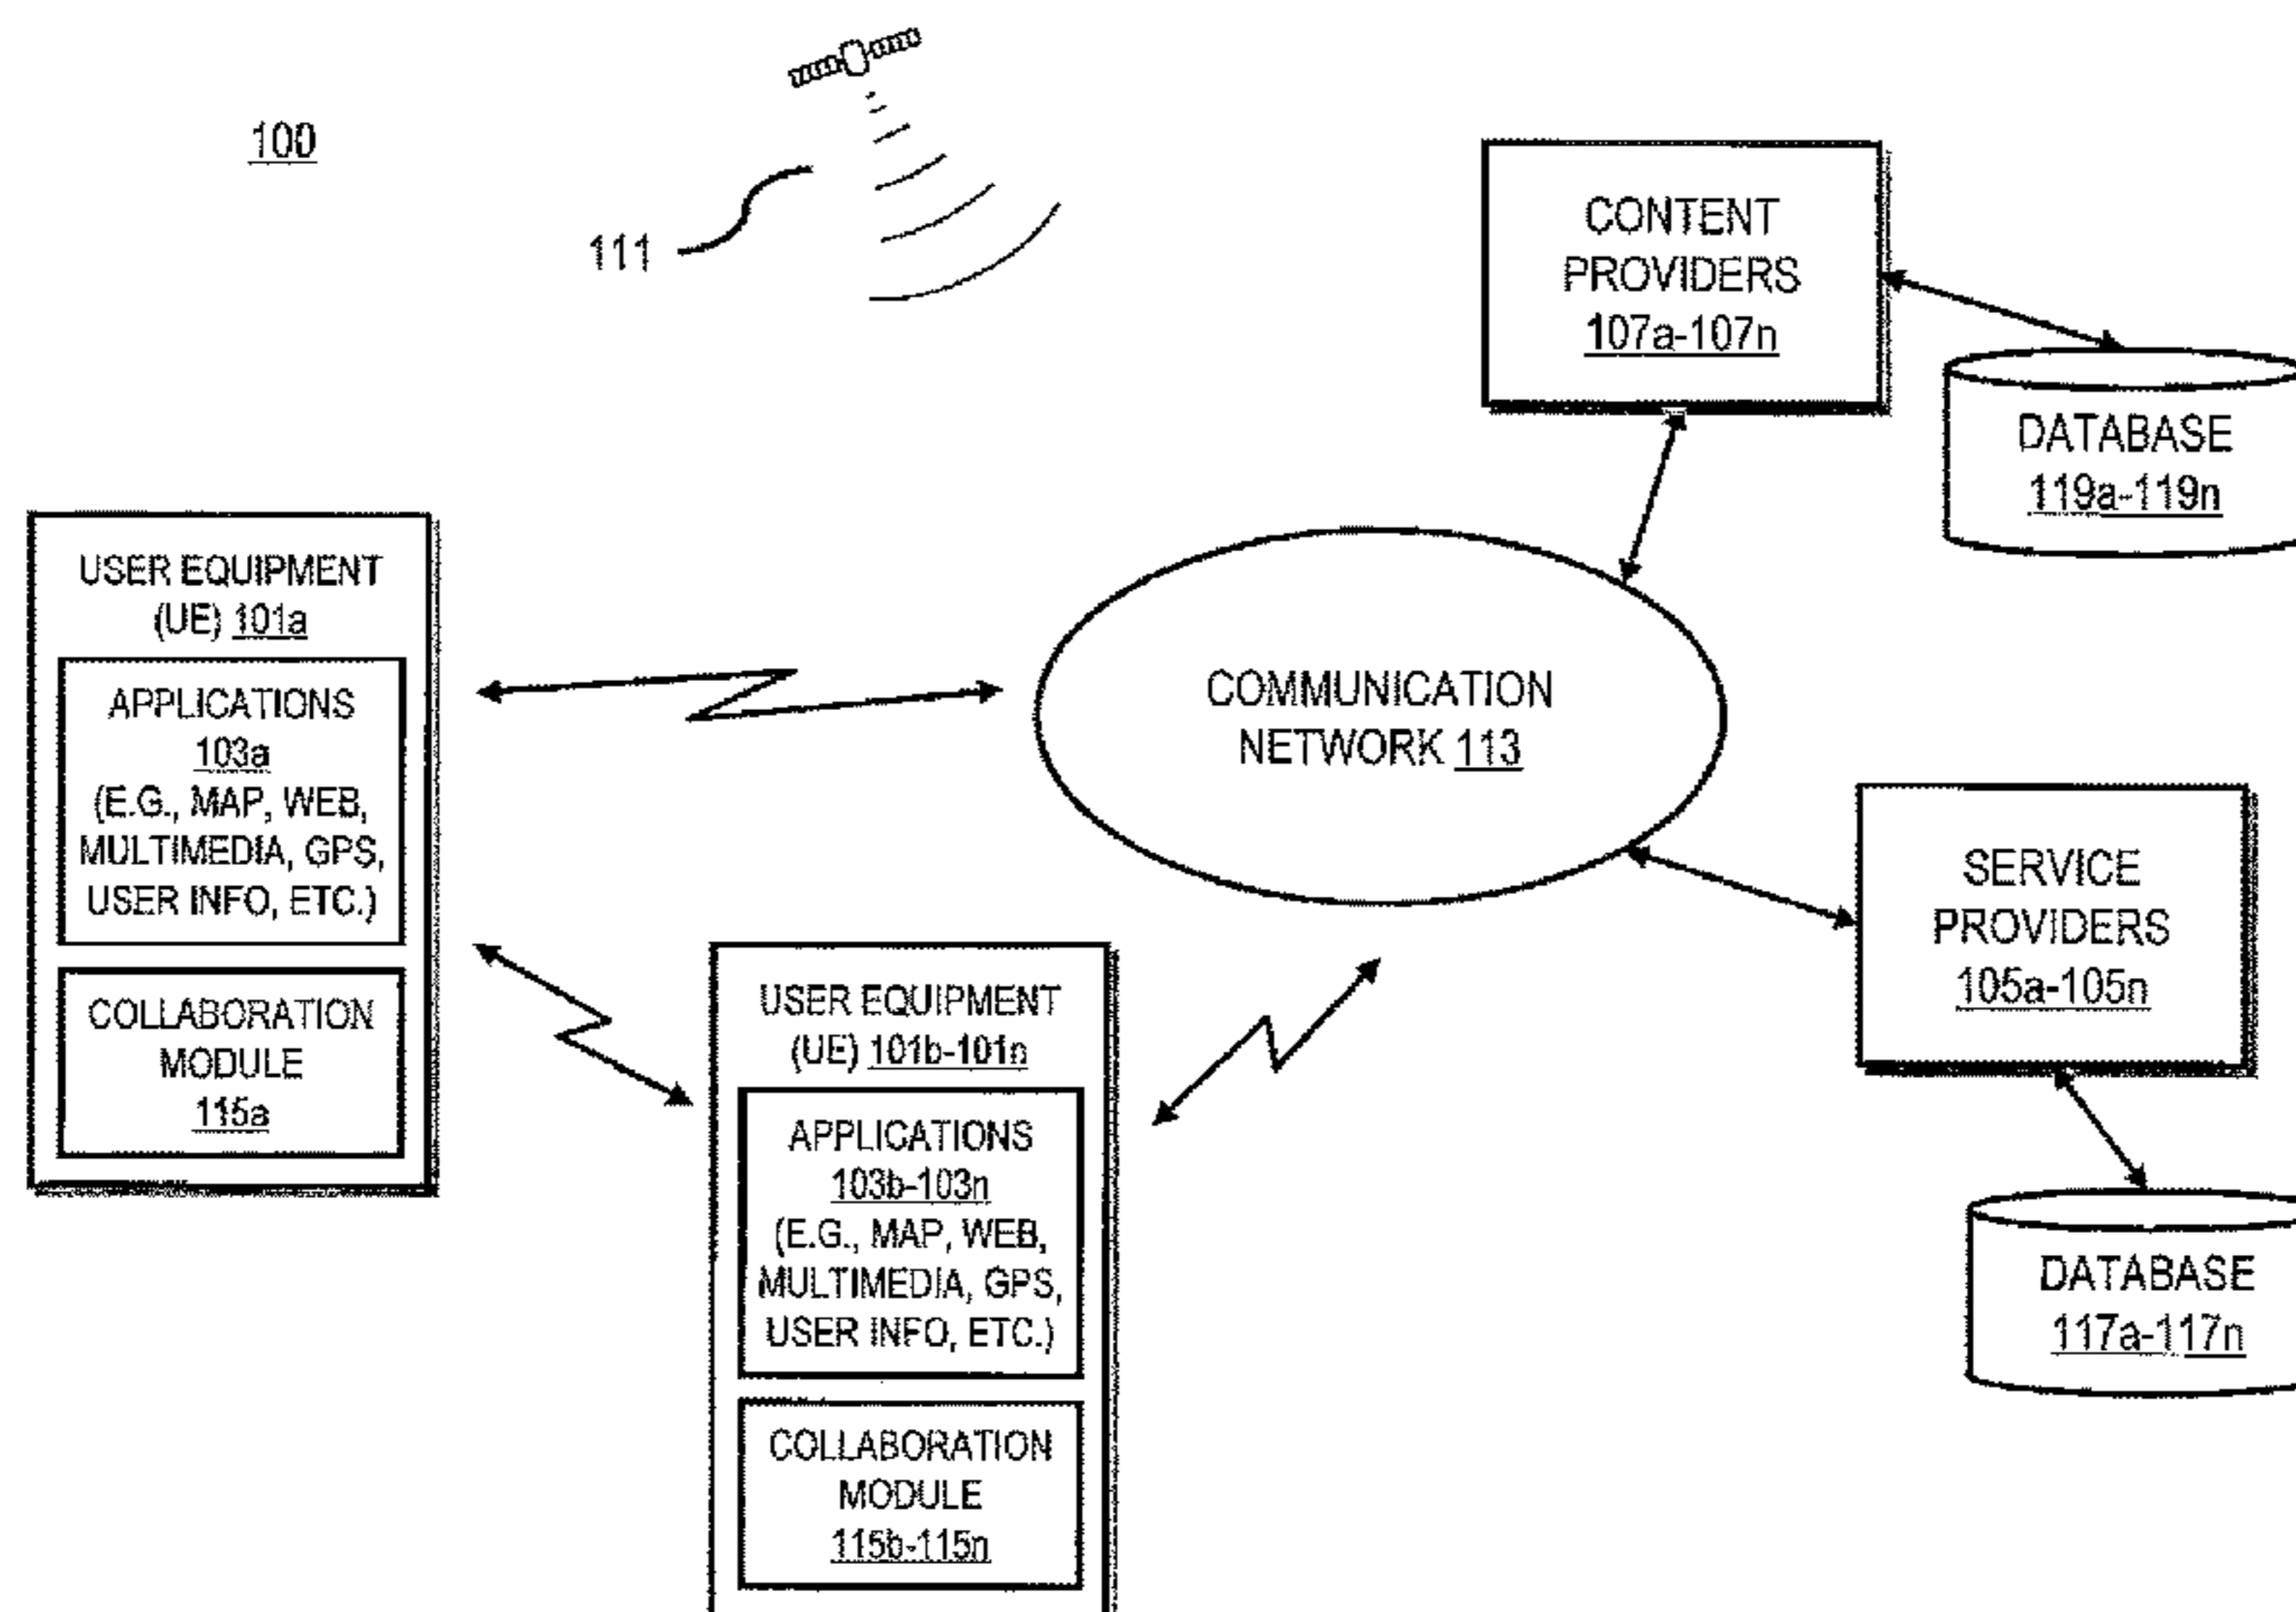 100
111
CONTENT
PROVIDERS
107a-107n
DATABASE
119a-119n
USER EQUIPMENT
(UE) 101a
APPLICATIONS
103a
(E.G., MAP, WEB,
MULTIMEDIA, GPS,
USER INFO, ETC.)
COLLABORATION
MODULE
115a
COMMUNICATION
NETWORK 113
SERVICE
PROVIDERS
105a-105n
DATABASE
117a-117n
USER EQUIPMENT
(UE) 101b-101n
APPLICATIONS
103b-103n
(E.G., MAP, WEB,
MULTIMEDIA, GPS,
USER INFO, ETC.)
COLLABORATION
MODULE
115b-115n